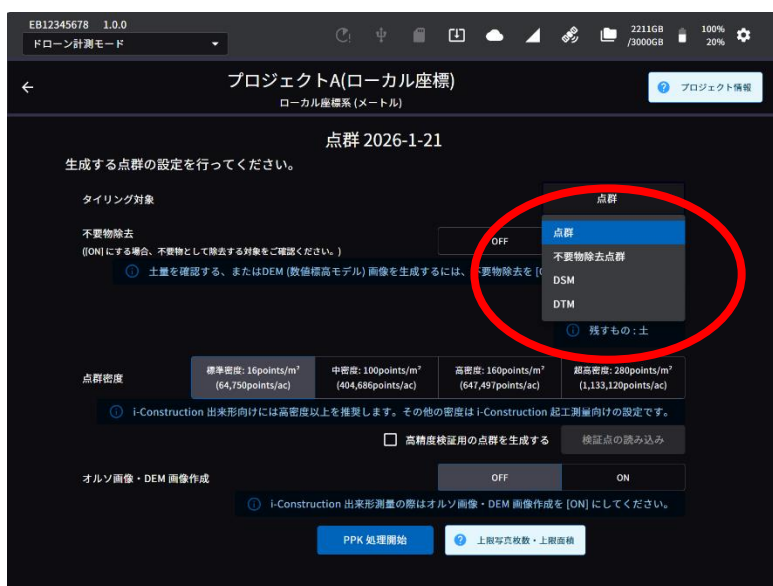 EB12345678 1.0.0
ドローン計測モード
2211GB
/3000GB
100%
20%
プロジェクトA(ローカル座標)
ローカル座標系 (メートル)
プロジェクト情報
点群 2026-1-21
生成する点群の設定を行ってください。
タイリング対象
点群
点群
不要物除去点群
DSM
DTM
不要物除去
([ON] にする場合、不要物として除去する対象をご確認ください。)
OFF
土量を確認する、またはDEM (数値標高モデル) 画像を生成するには、不要物除去を [
残すもの : 土
点群密度
標準密度: 16points/m²
(64,750points/ac)
中密度: 100points/m²
(404,686points/ac)
高密度: 160points/m²
(647,497points/ac)
超高密度: 280points/m²
(1,133,120points/ac)
i-Construction 出来形向けには高密度以上を推奨します。その他の密度は i-Construction 起工測量向けの設定です。
高精度検証用の点群を生成する
検証点の読み込み
オルソ画像・DEM 画像作成
OFF
ON
i-Construction 出来形測量の際はオルソ画像・DEM 画像作成を [ON] にしてください。
PPK 処理開始
上限写真枚数・上限面積